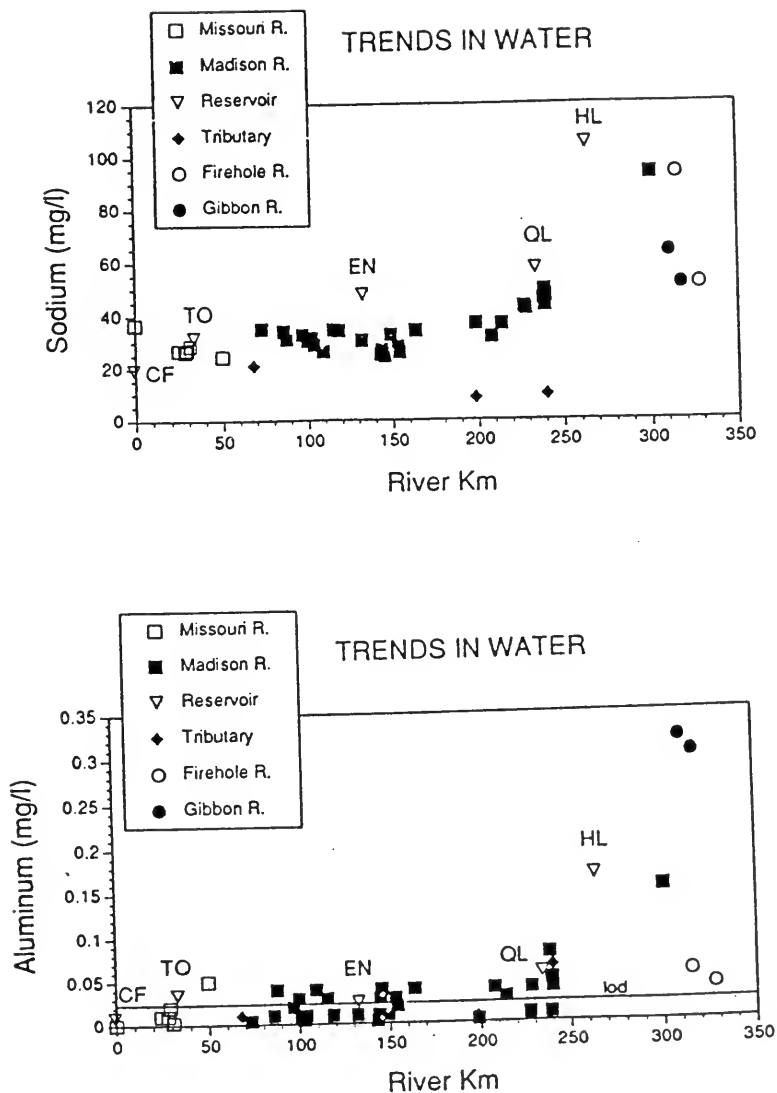 Missouri R.
Madison R.
Reservoir
Tributary
Firehole R.
Gibbon R.
TRENDS IN WATER
Sodium (mg/l)
120
100
80
60
40
20
0
HL
QL
EN
TO
CF
0 50 100 150 200 250 300 350
River Km
Missouri R.
Madison R.
Reservoir
Tributary
Firehole R.
Gibbon R.
TRENDS IN WATER
Aluminum (mg/l)
0.35
0.3
0.25
0.2
0.15
0.1
0.05
0
HL
QL
EN
TO
CF
lod
0 50 100 150 200 250 300 350
River Km